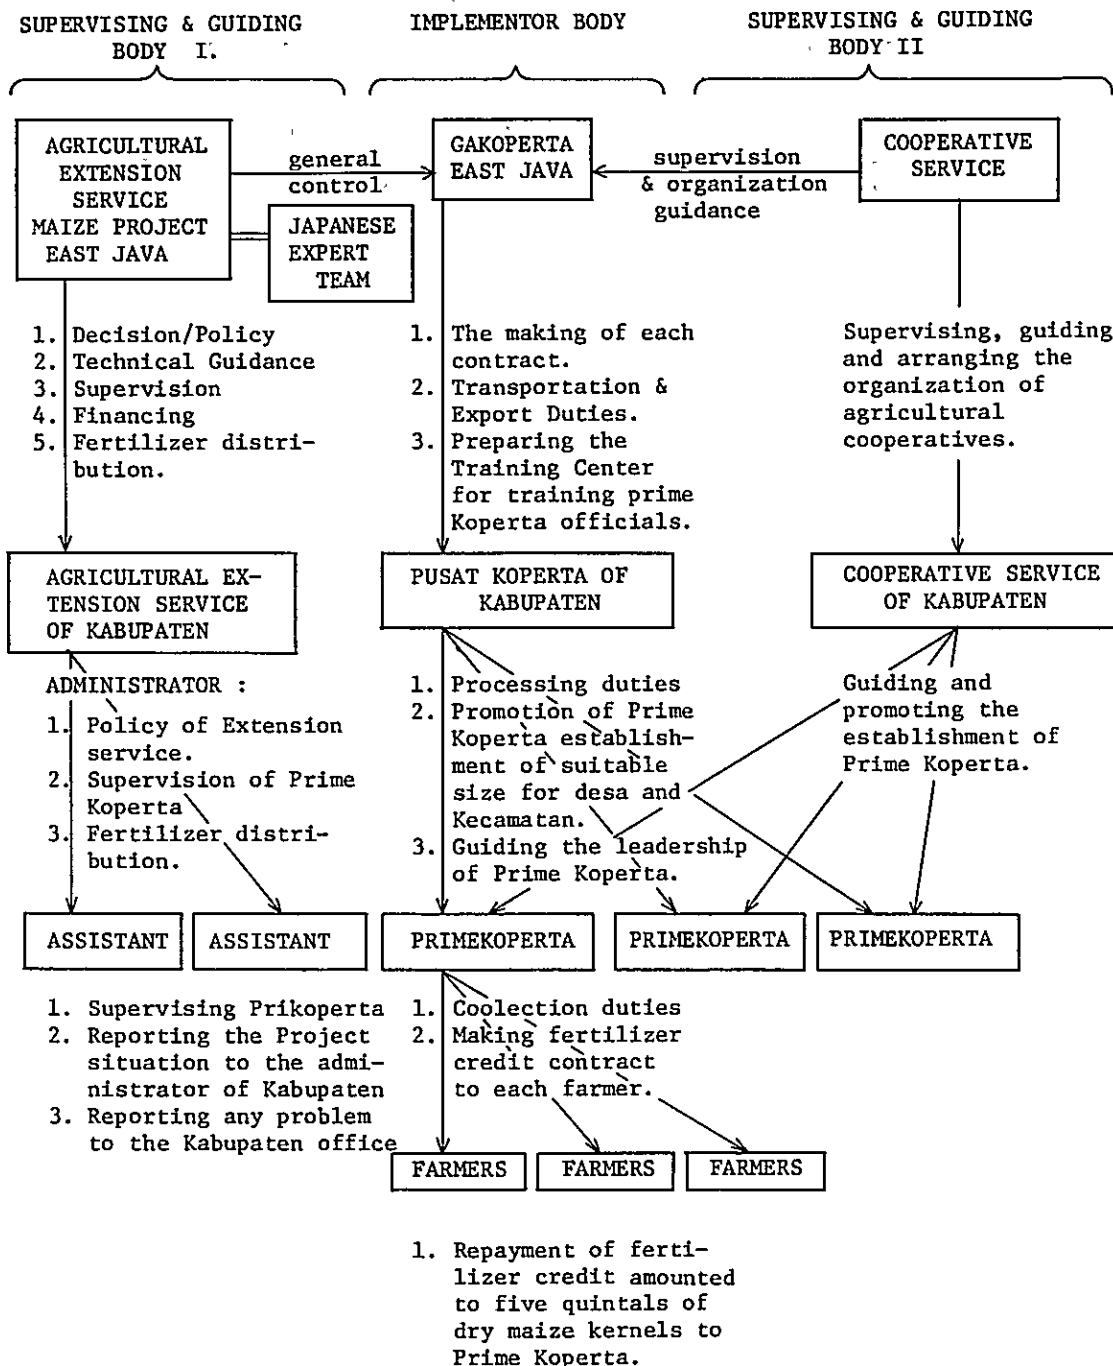 SUPERVISING & GUIDING
BODY I.
IMPLEMENTOR BODY
SUPERVISING & GUIDING
BODY II
AGRICULTURAL
EXTENSION
SERVICE
MAIZE PROJECT
EAST JAVA
general
control
GAKOPERTA
EAST JAVA
supervision
& organization
guidance
COOPERATIVE
SERVICE
JAPANESE
EXPERT
TEAM
1. Decision/Policy
2. Technical Guidance
3. Supervision
4. Financing
5. Fertilizer distri-
bution.
1. The making of each
contract.
2. Transportation &
Export Duties.
3. Preparing the
Training Center
for training prime
Koperta officials.
Supervising, guiding
and arranging the
organization of
agricultural
cooperatives.
AGRICULTURAL EX-
TENSION SERVICE
OF KABUPATEN
PUSAT KOPERTA OF
KABUPATEN
COOPERATIVE SERVICE
OF KABUPATEN
ADMINISTRATOR :
1. Policy of Extension
service.
2. Supervision of Prime
Koperta
3. Fertilizer distri-
bution.
1. Processing duties
2. Promotion of Prime
Koperta establish-
ment of suitable
size for desa and
Kecamatan.
3. Guiding the leadership
of Prime Koperta.
Guiding and
promoting the
establishment of
Prime Koperta.
ASSISTANT
ASSISTANT
PRIMEKOPERTA
PRIMEKOPERTA
PRIMEKOPERTA
1. Supervising Prikoperta
2. Reporting the Project
situation to the admi-
nistrator of Kabupaten
3. Reporting any problem
to the Kabupaten office
1. Coolection duties
2. Making fertilizer
credit contract
to each farmer.
FARMERS
FARMERS
FARMERS
1. Repayment of ferti-
lizer credit amounted
to five quintals of
dry maize kernels to
Prime Koperta.